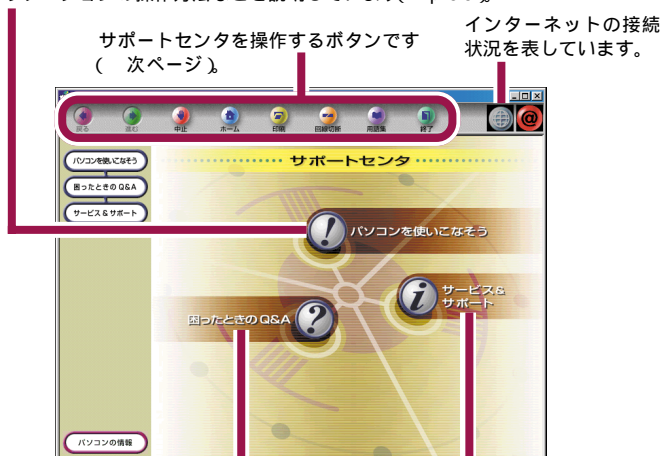 サポートセンタを操作するボタンです
( 次ページ)。
インターネットの接続
状況を表しています。
戻る 進む 中止 ホーム 印刷 回線切断 用語集 終了
サポートセンタ
パソコンを使いこなそう
困ったときの Q&A
サービス & サポート
パソコンを使いこなそう
サービス&
サポート
困ったときの Q&A
パソコンの情報